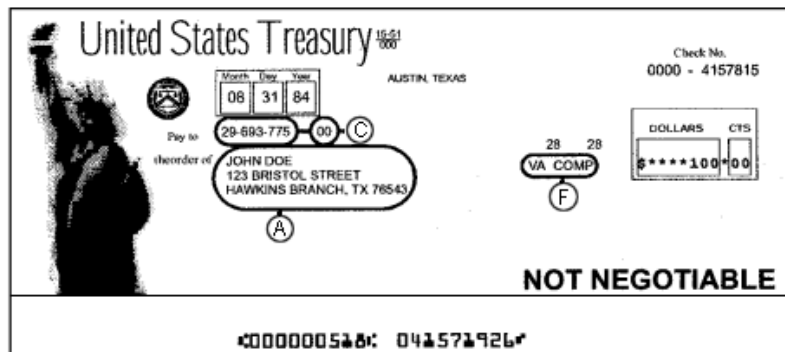 United States Treasury 15-51
000
Check No.
0000 - 4157815
AUSTIN, TEXAS
Month Day Year
08 31 84
Pay to
theorder of
29-693-775 00 C
JOHN DOE
123 BRISTOL STREET
HAWKINS BRANCH, TX 76543
A
28 28
VA COMP
F
DOLLARS CTS
$****100*00
NOT NEGOTIABLE
⑆000000518⑆ 041571926⑈